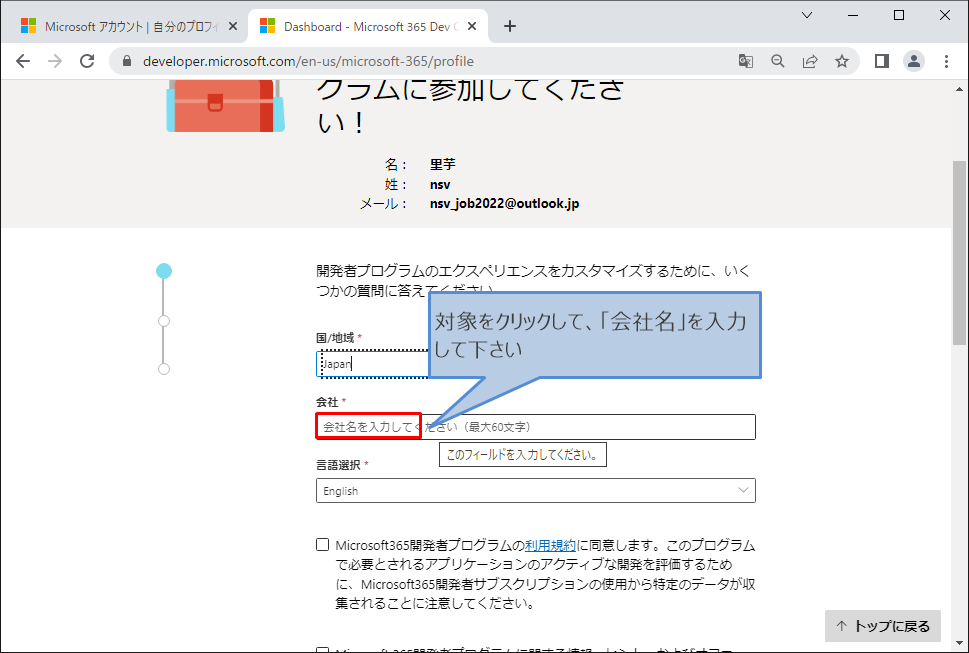 Microsoft アカウント | 自分のプロフィ
Dashboard - Microsoft 365 Dev C
developer.microsoft.com/en-us/microsoft-365/profile
グラムに参加してくださ
い！
名： 里芋
姓： nsv
メール： nsv_job2022@outlook.jp
開発者プログラムのエクスペリエンスをカスタマイズするために、いく
つかの質問に答えてください。
対象をクリックして、「会社名」を入力
して下さい
国/地域 *
Japan
会社 *
会社名を入力してください（最大60文字）
このフィールドを入力してください。
言語選択 *
English
Microsoft365開発者プログラムの利用規約に同意します。このプログラム
で必要とされるアプリケーションのアクティブな開発を評価するため
に、Microsoft365開発者サブスクリプションの使用から特定のデータが収
集されることに注意してください。
↑ トップに戻る